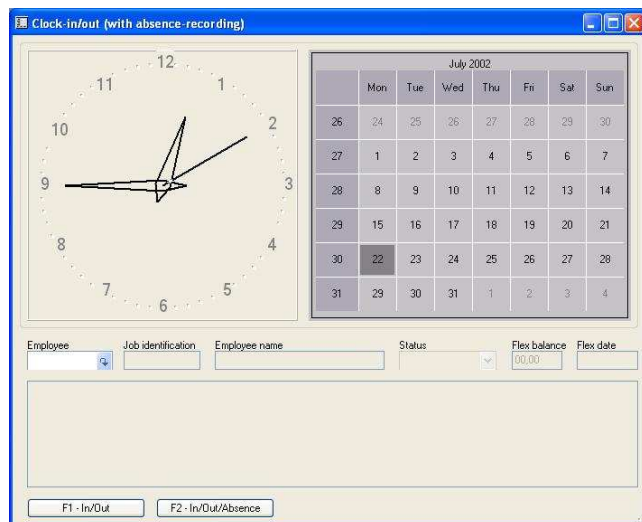 Clock-in/out (with absence-recording)
12
11 1
10 2
9 3
8 4
7 5
6
July 2002
Mon Tue Wed Thu Fri Sat Sun
26 24 25 26 27 28 29 30
27 1 2 3 4 5 6 7
28 8 9 10 11 12 13 14
29 15 16 17 18 19 20 21
30 22 23 24 25 26 27 28
31 29 30 31 1 2 3 4
Employee Job identification Employee name Status Flex balance Flex date
00,00
F1 - In/Out F2 - In/Out/Absence